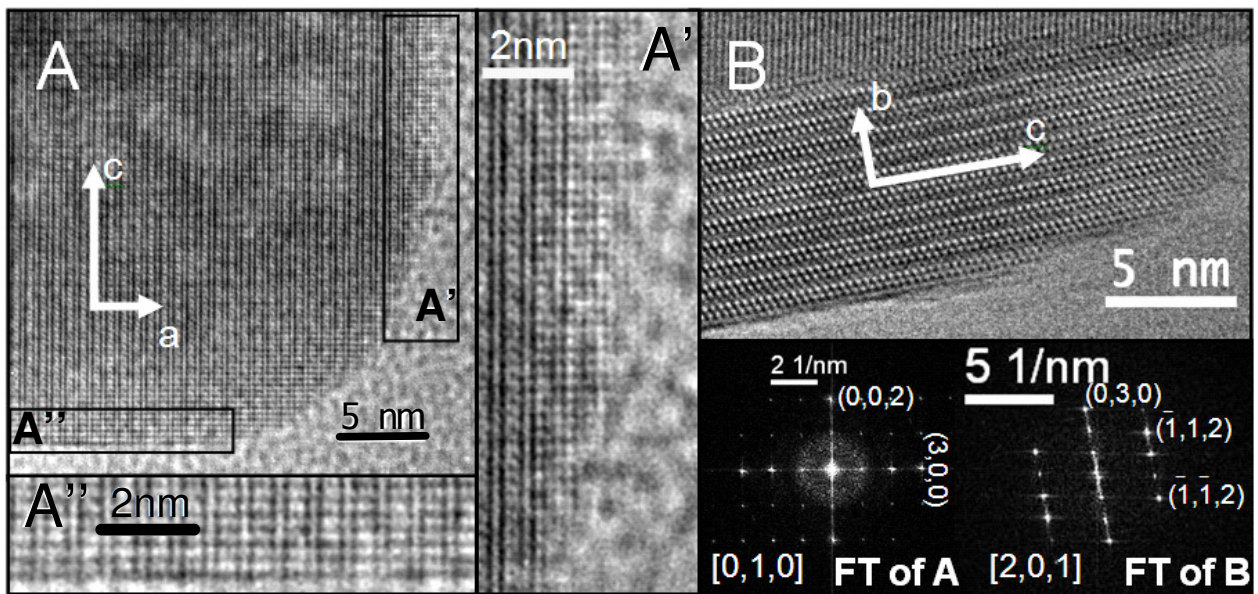 A
c
a
A’
5 nm
A’’
A’’
2nm
2nm
A’
B
b
c
5 nm
2 1/nm
(0,0,2)
(3,0,0)
[0,1,0]
FT of A
5 1/nm
(0,3,0)
(1̅,1,2)
(1̅,1̅,2)
[2,0,1]
FT of B